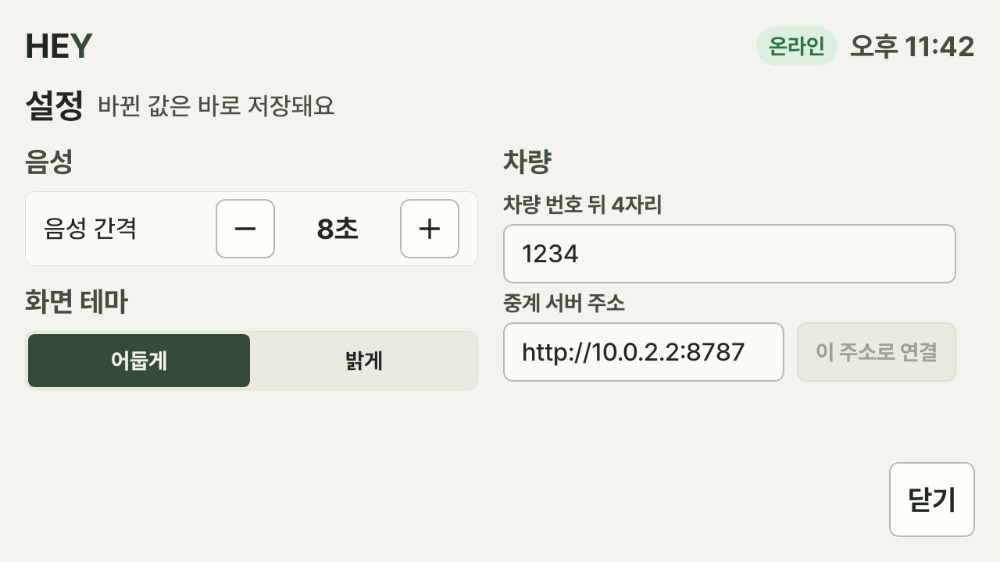 HEY
온라인 오후 11:42
설정 바뀐 값은 바로 저장돼요
음성
음성 간격 − 8초 +
화면 테마
어둡게 밝게
차량
차량 번호 뒤 4자리
1234
중계 서버 주소
http://10.0.2.2:8787 이 주소로 연결
닫기